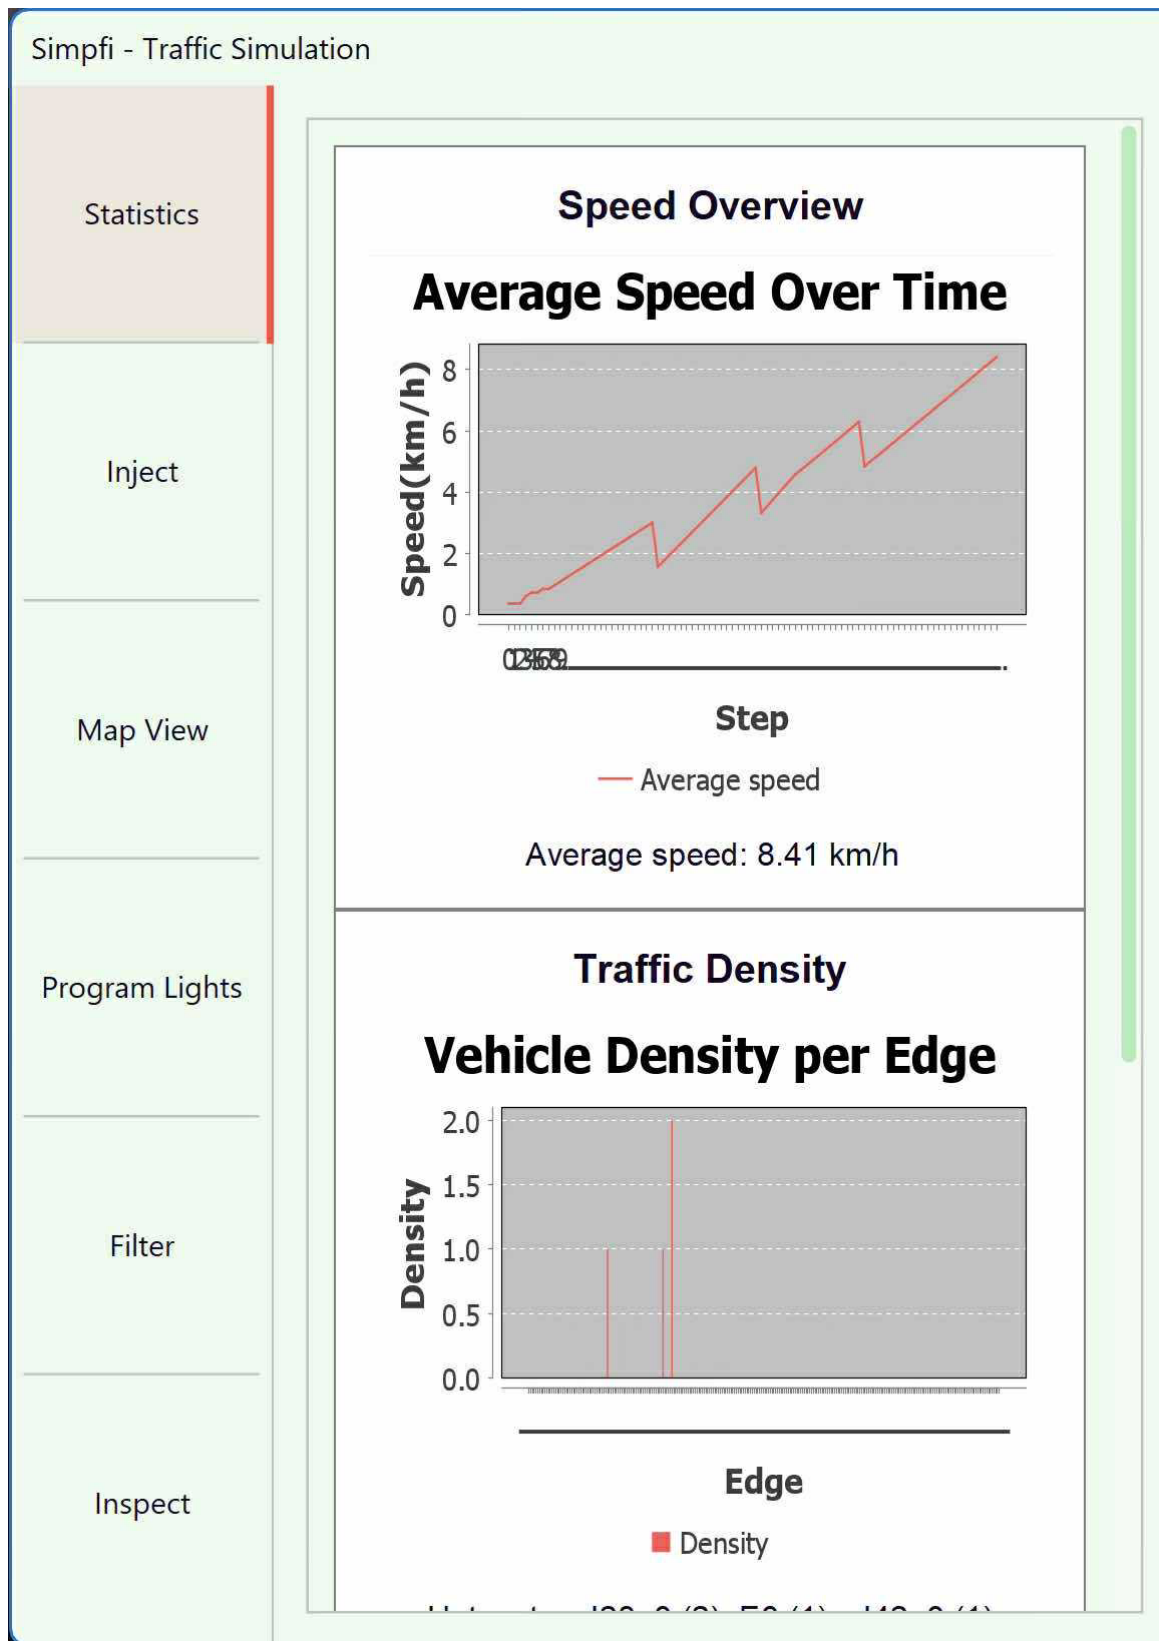 Simpfi - Traffic Simulation
Statistics
Inject
Map View
Program Lights
Filter
Inspect
Speed Overview
Average Speed Over Time
Speed(km/h)
8
6
4
2
0
Step
Average speed
Average speed: 8.41 km/h
Traffic Density
Vehicle Density per Edge
Density
2.0
1.5
1.0
0.5
0.0
Edge
Density